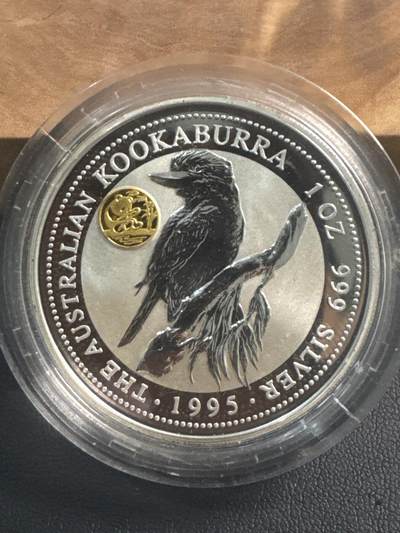 THE AUSTRALIAN KOOKABURRA 1 OZ 999 SILVER
· 1995 ·